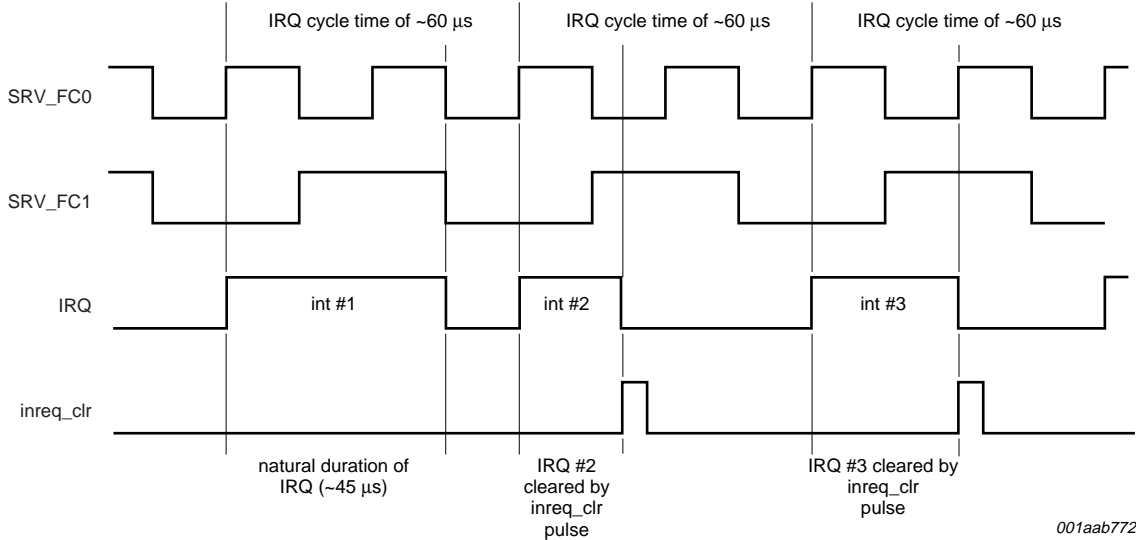 IRQ cycle time of ~60 μs IRQ cycle time of ~60 μs IRQ cycle time of ~60 μs
SRV_FC0
SRV_FC1
IRQ int #1 int #2 int #3
inreq_clr
natural duration of
IRQ (~45 μs)
IRQ #2
cleared by
inreq_clr
pulse
IRQ #3 cleared by
inreq_clr
pulse
001aab772